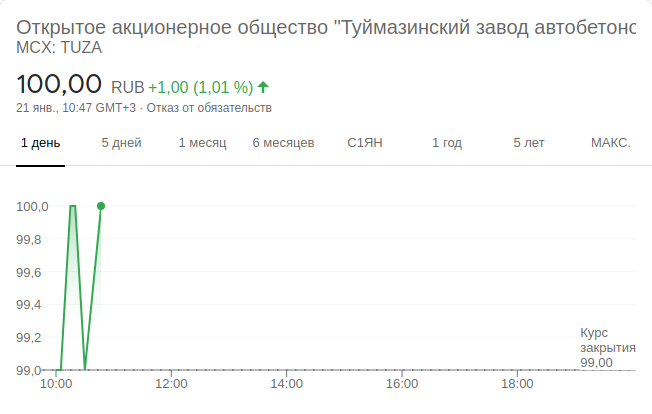 Открытое акционерное общество "Туймазинский завод автобетоно
MCX: TUZA
100,00 RUB +1,00 (1,01 %)
21 янв., 10:47 GMT+3 · Отказ от обязательств
1 день 5 дней 1 месяц 6 месяцев С1ЯН 1 год 5 лет МАКС.
100,0
99,8
99,6
99,4
99,2
Курс
закрытия
99,00
99,0
10:00 12:00 14:00 16:00 18:00